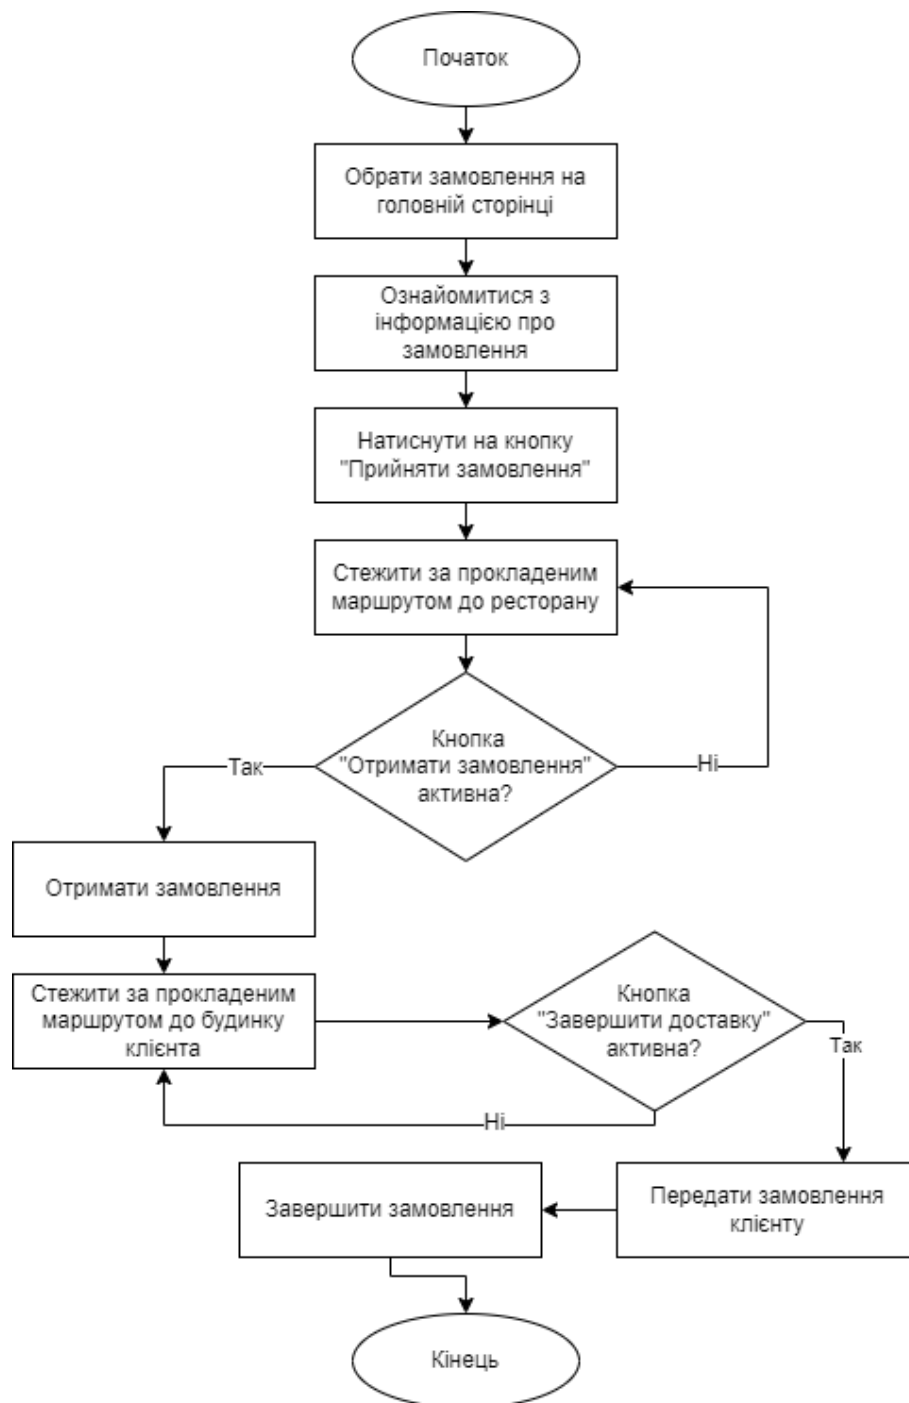 Початок
Обрати замовлення на
головній сторінці
Ознайомитися з
інформацією про
замовлення
Натиснути на кнопку
"Прийняти замовлення"
Стежити за прокладеним
маршрутом до ресторану
Кнопка
"Отримати замовлення"
активна?
Так
Ні
Отримати замовлення
Стежити за прокладеним
маршрутом до будинку
клієнта
Кнопка
"Завершити доставку"
активна?
Так
Ні
Передати замовлення
клієнту
Завершити замовлення
Кінець